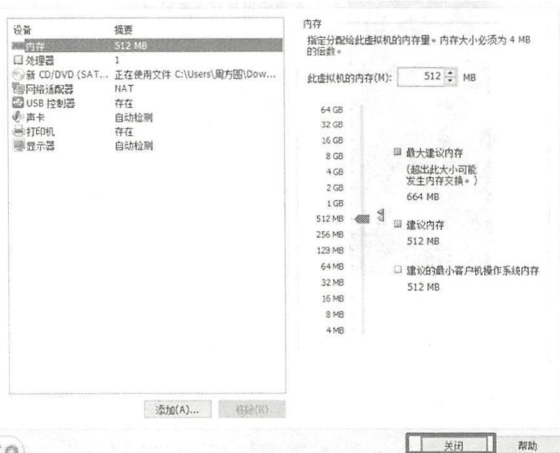 设备 摘要
内存 512 MB
处理器 1
新 CD/DVD (SAT... 正在使用文件 C:\Users\周方圆\Dow...
网络适配器 NAT
USB 控制器 存在
声卡 自动检测
打印机 存在
显示器 自动检测
添加(A)... 移除(R)
内存
指定分配给此虚拟机的内存量。内存大小必须为 4 MB
的倍数。
此虚拟机的内存(M): 512 MB
64 GB
32 GB
16 GB
8 GB
4 GB
2 GB
1 GB
512 MB
256 MB
128 MB
64 MB
32 MB
16 MB
8 MB
4 MB
最大建议内存
(超出此大小可能
发生内存交换。)
664 MB
建议内存
512 MB
建议的最小客户机操作系统内存
512 MB
关闭 帮助